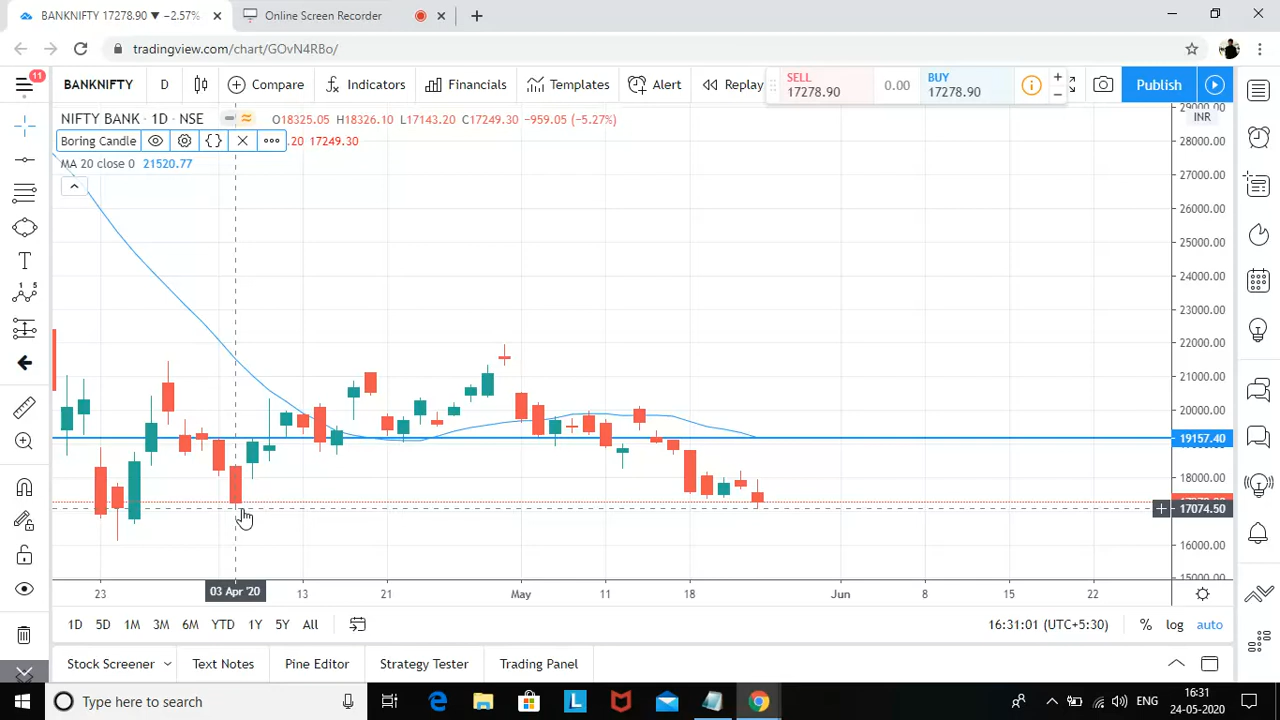 BANKNIFTY 17278.90 ▼ −2.57%
Online Screen Recorder
tradingview.com/chart/GOvN4RBo/
11
BANKNIFTY D Compare Indicators Financials Templates Alert Replay
SELL
17278.90
0.00
BUY
17278.90
Publish
NIFTY BANK · 1D · NSE O18325.05 H18326.10 L17143.20 C17249.30 −959.05 (−5.27%)
Boring Candle .20 17249.30
MA 20 close 0 21520.77
INR
28000.00
27000.00
26000.00
25000.00
24000.00
23000.00
22000.00
21000.00
20000.00
19157.40
18000.00
17074.50
16000.00
15000.00
23 03 Apr '20 13 21 May 11 18 Jun 8 15 22
1D 5D 1M 3M 6M YTD 1Y 5Y All 16:31:01 (UTC+5:30) % log auto
Stock Screener Text Notes Pine Editor Strategy Tester Trading Panel
Type here to search
L
ENG
16:31
24-05-2020